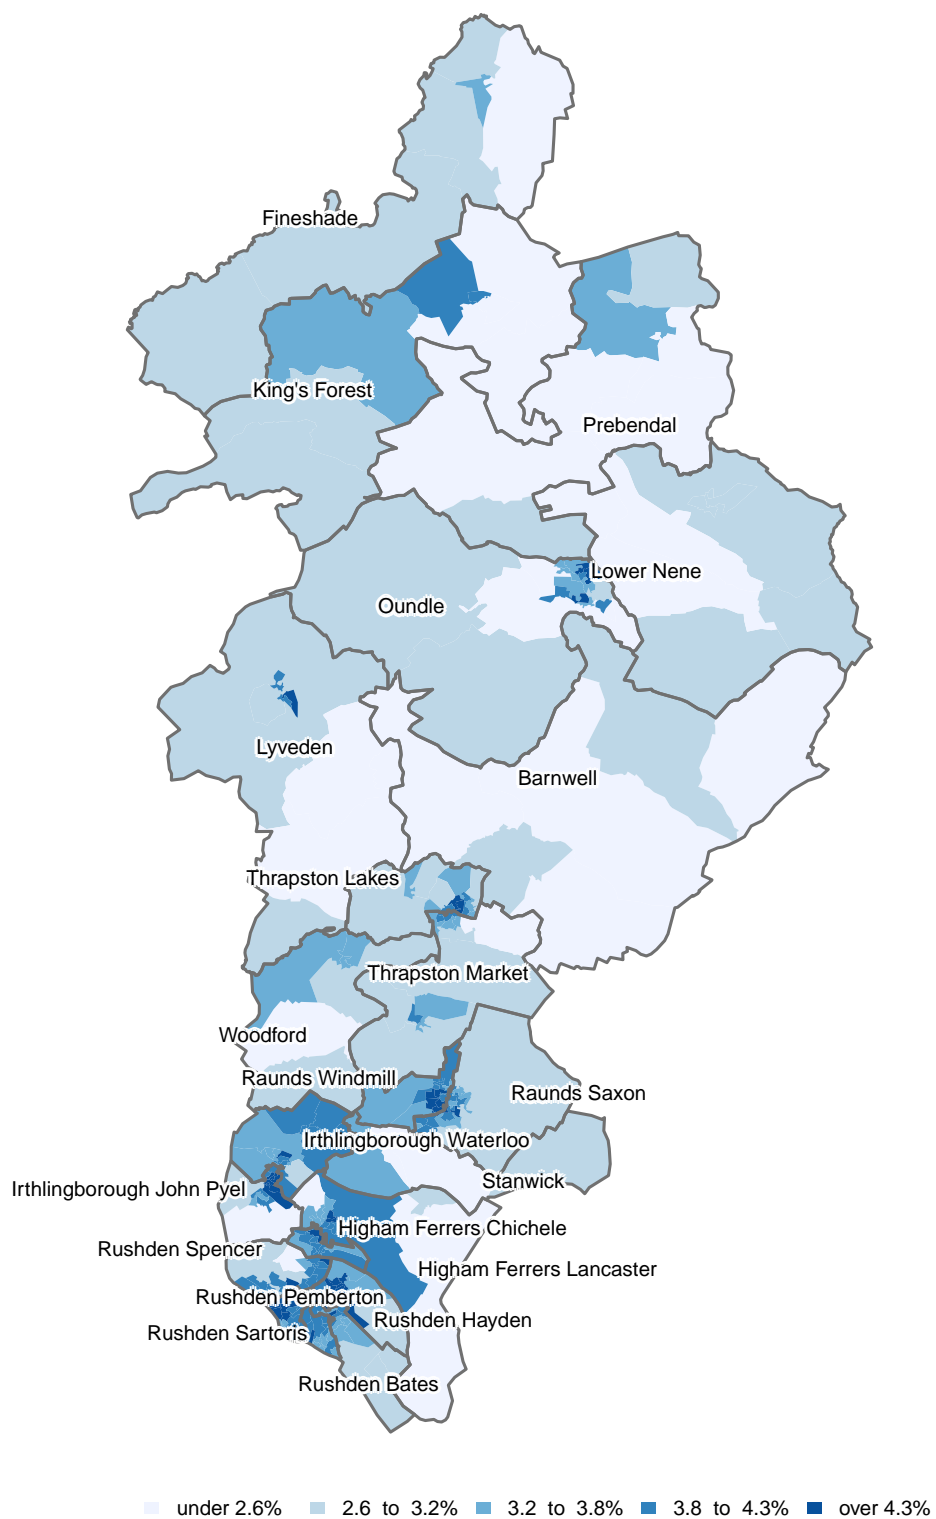 Fineshade
King's Forest
Prebendal
Lower Nene
Oundle
Lyveden
Barnwell
Thrapston Lakes
Thrapston Market
Woodford
Raunds Windmill
Raunds Saxon
Irthlingborough Waterloo
Stanwick
Irthlingborough John Pyel
Higham Ferrers Chichele
Rushden Spencer
Higham Ferrers Lancaster
Rushden Pemberton
Rushden Hayden
Rushden Sartoris
Rushden Bates
under 2.6% 2.6 to 3.2% 3.2 to 3.8% 3.8 to 4.3% over 4.3%